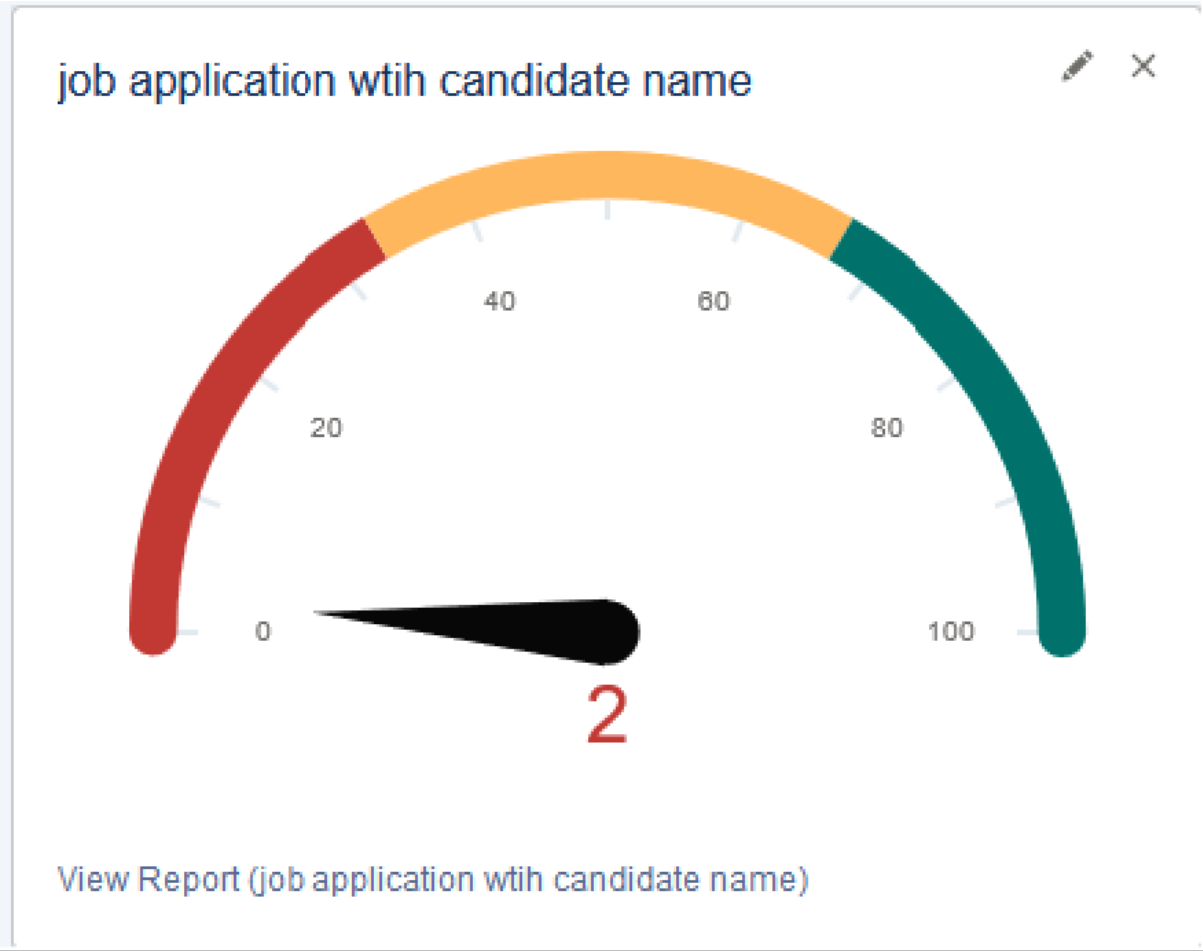 job application wtih candidate name
40 60
20 80
0 100
2
View Report (job application wtih candidate name)